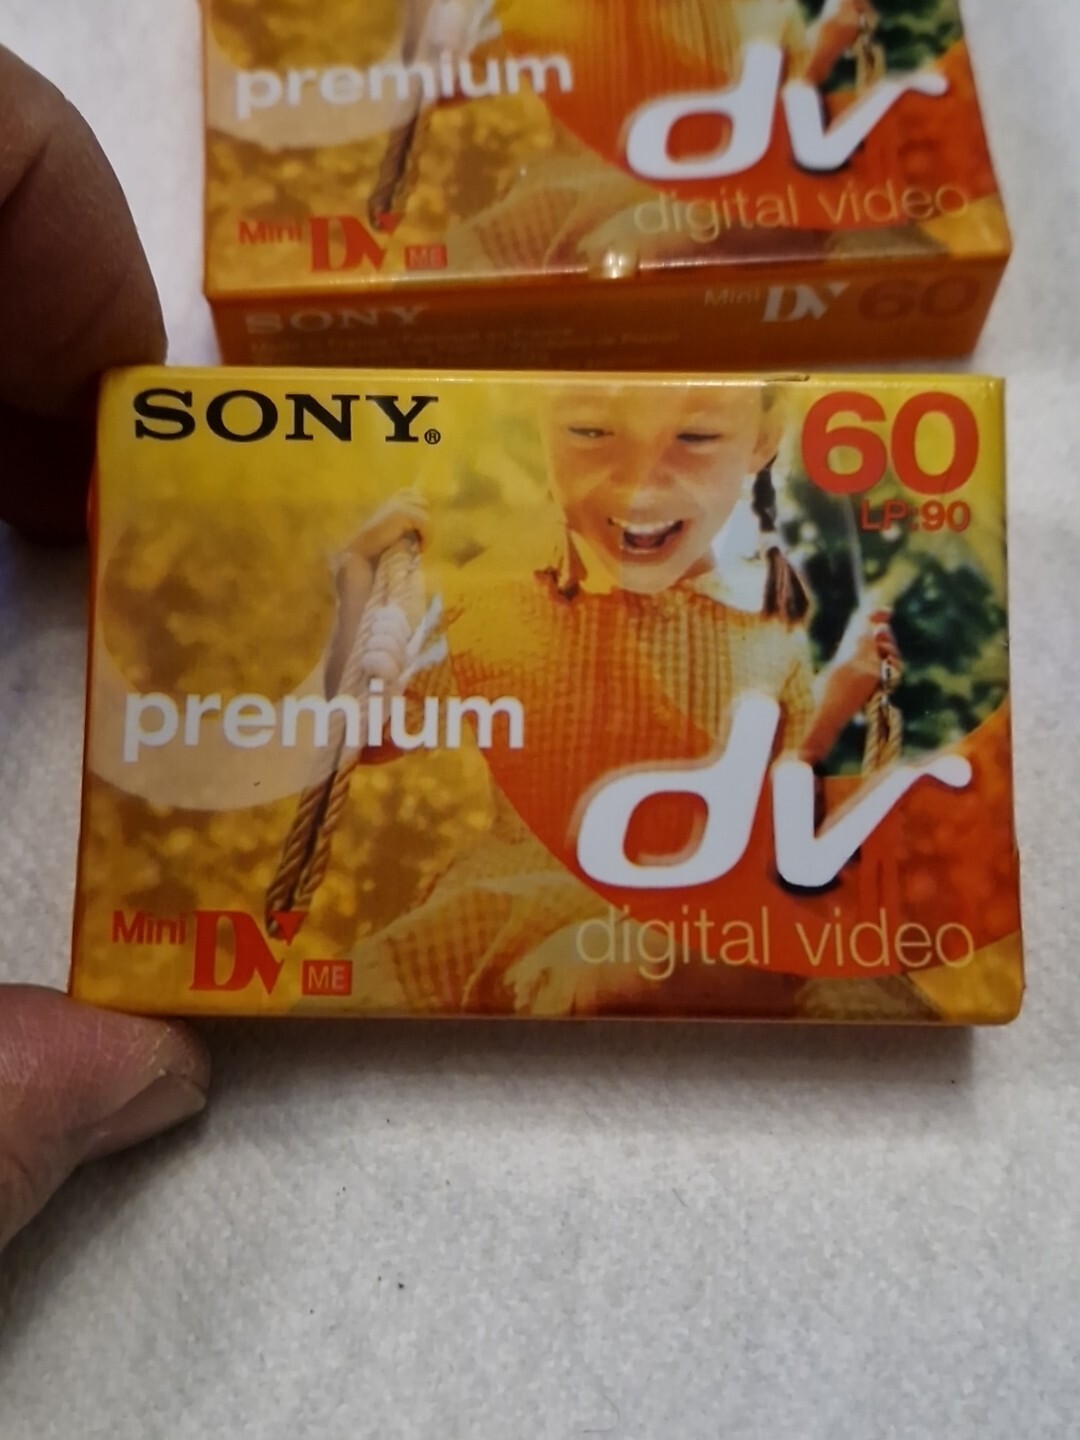 premium
dv
digital video
Mini DV ME
SONY
Mini DV 60
SONY®
60
LP:90
premium
dv
digital video
Mini DV ME